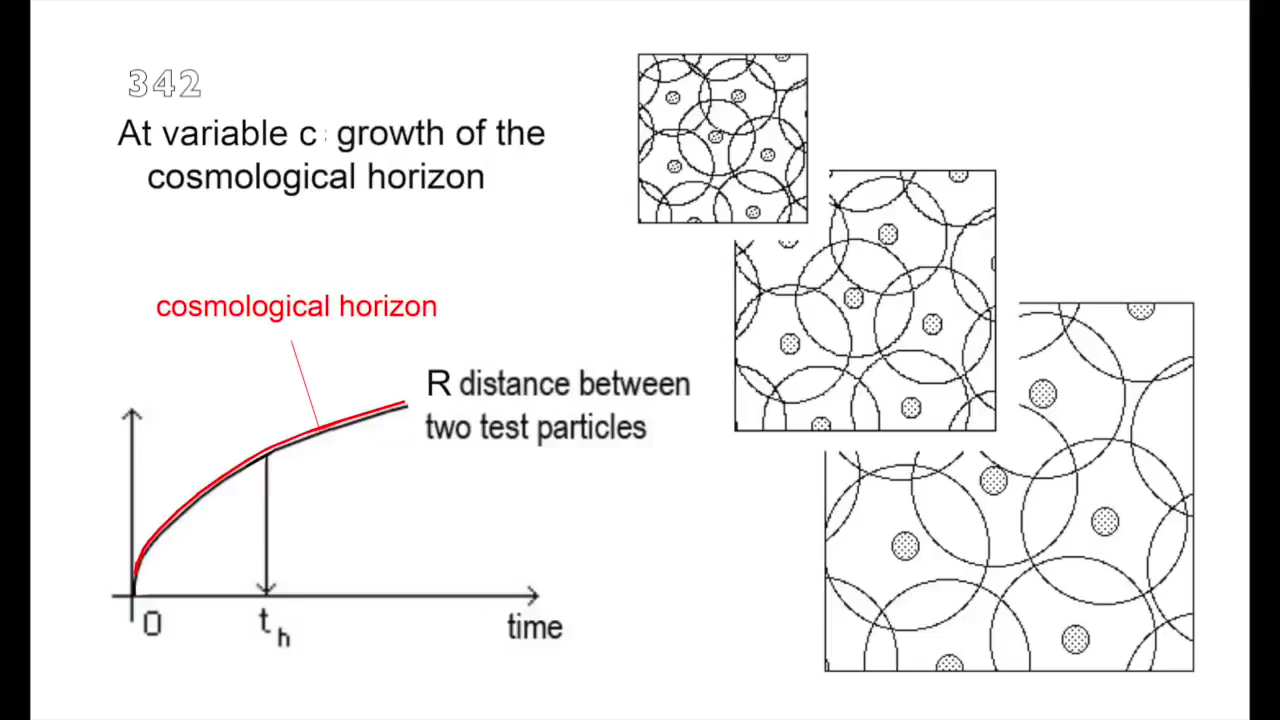 342
At variable c : growth of the
cosmological horizon
cosmological horizon
R distance between
two test particles
0
t h
time